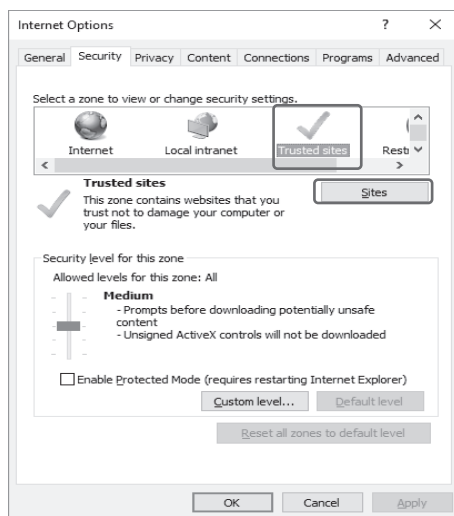 Internet Options ? ×
General Security Privacy Content Connections Programs Advanced
Select a zone to view or change security settings.
Internet Local intranet Trusted sites
Trusted sites
Sites
This zone contains websites that you
trust not to damage your computer or
your files.
Security level for this zone
Allowed levels for this zone: All
Medium
- Prompts before downloading potentially unsafe
content
- Unsigned ActiveX controls will not be downloaded
Enable Protected Mode (requires restarting Internet Explorer)
Custom level... Default level
Reset all zones to default level
OK Cancel Apply